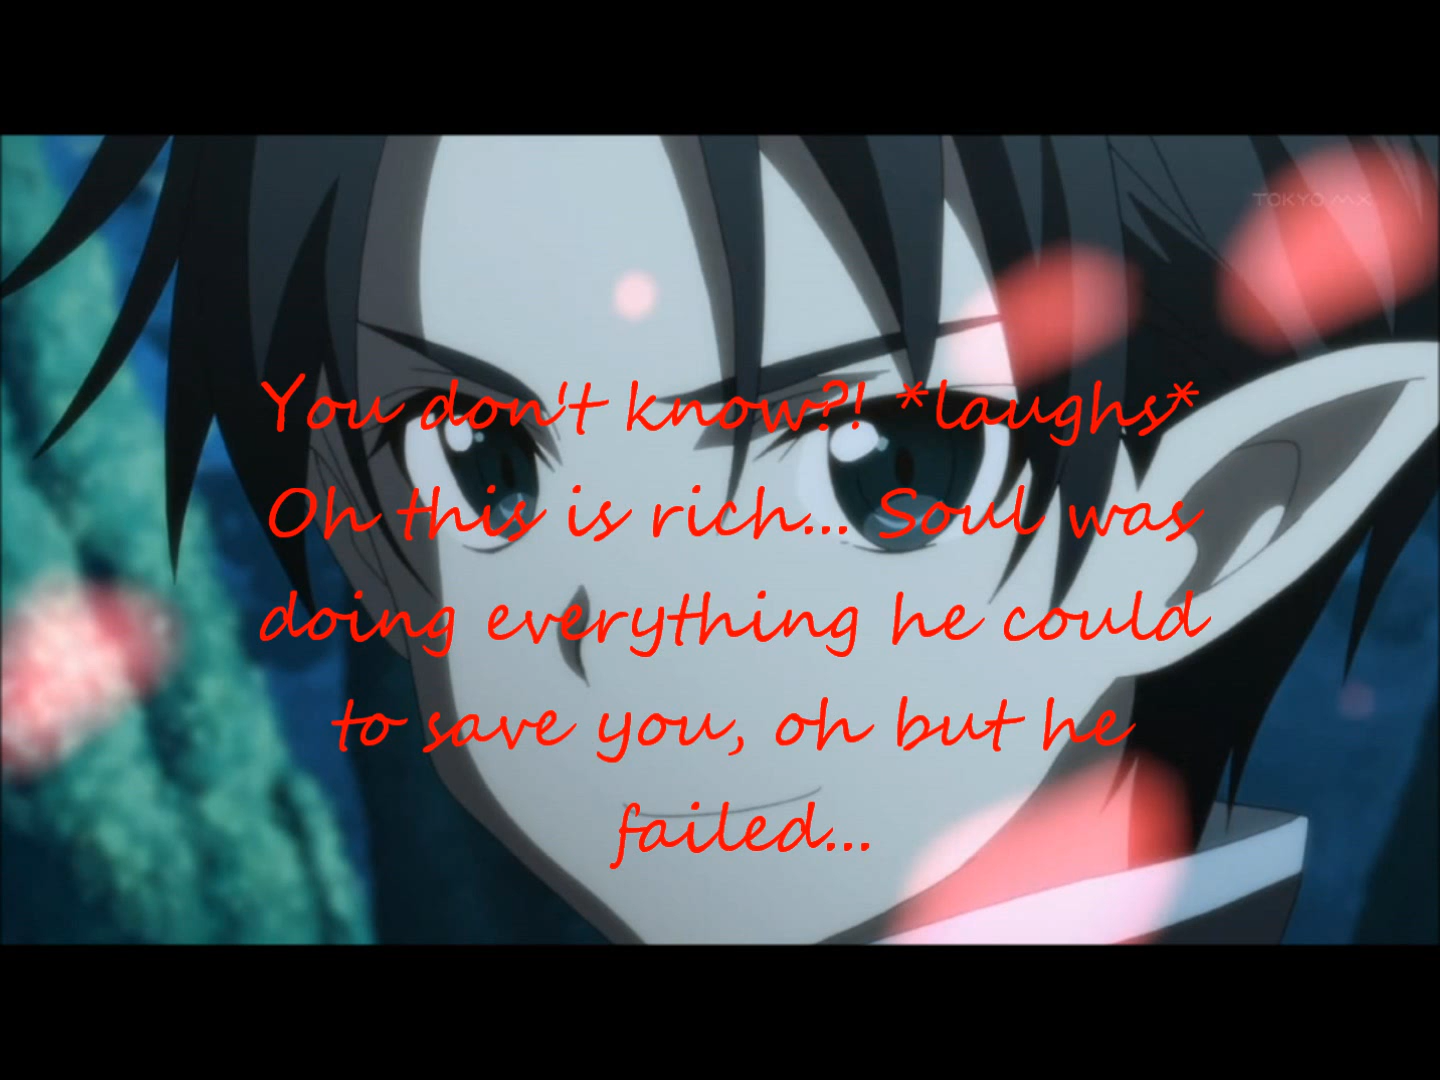 TOKYO MX
You don't know?! *laughs*
Oh this is rich... Soul was
doing everything he could
to save you, oh but he
failed...